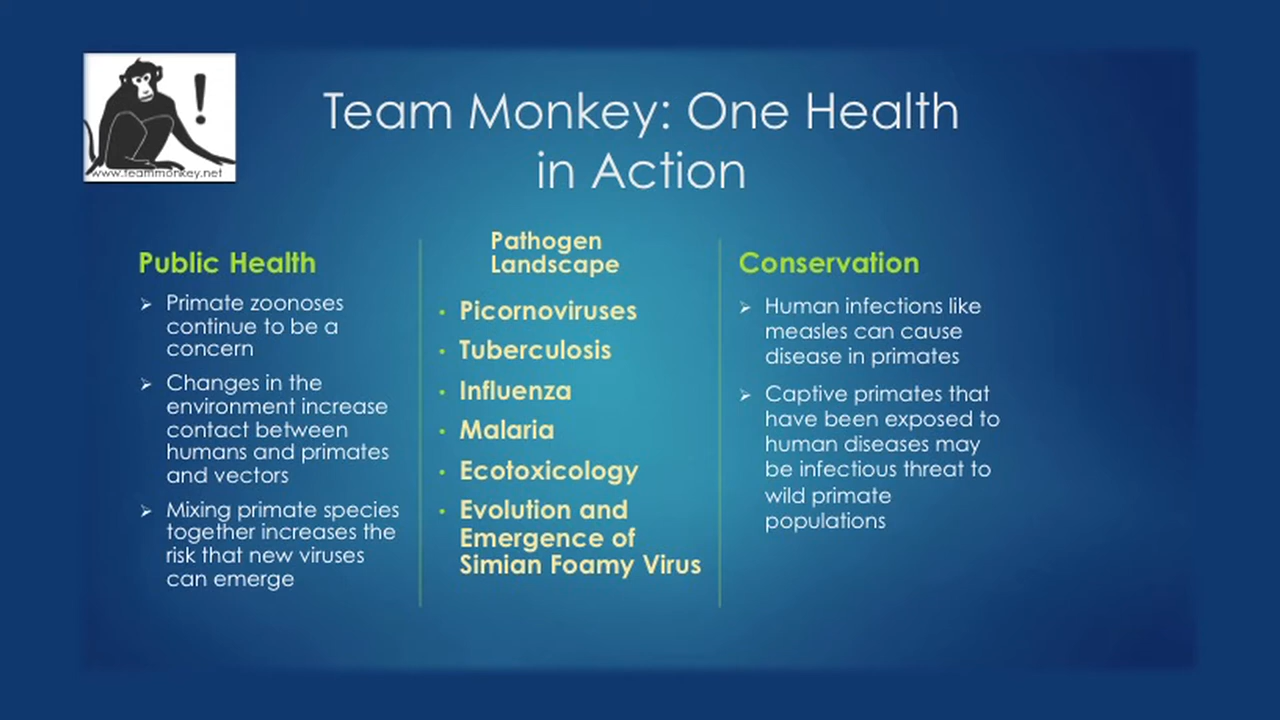 !
www.teammonkey.net
Team Monkey: One Health
in Action
Public Health
Primate zoonoses
continue to be a
concern
Changes in the
environment increase
contact between
humans and primates
and vectors
Mixing primate species
together increases the
risk that new viruses
can emerge
Pathogen
Landscape
Picornoviruses
Tuberculosis
Influenza
Malaria
Ecotoxicology
Evolution and
Emergence of
Simian Foamy Virus
Conservation
Human infections like
measles can cause
disease in primates
Captive primates that
have been exposed to
human diseases may
be infectious threat to
wild primate
populations